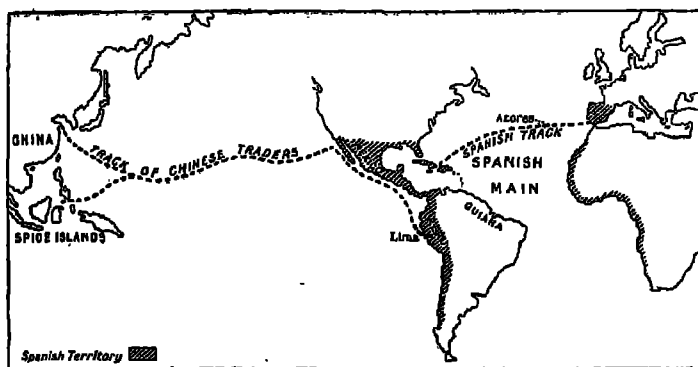 Azores
SPANISH TRACK
CHINA
TRACK OF CHINESE TRADERS
SPANISH
MAIN
GUIANA
SPICE ISLANDS
Lima
Spanish Territory